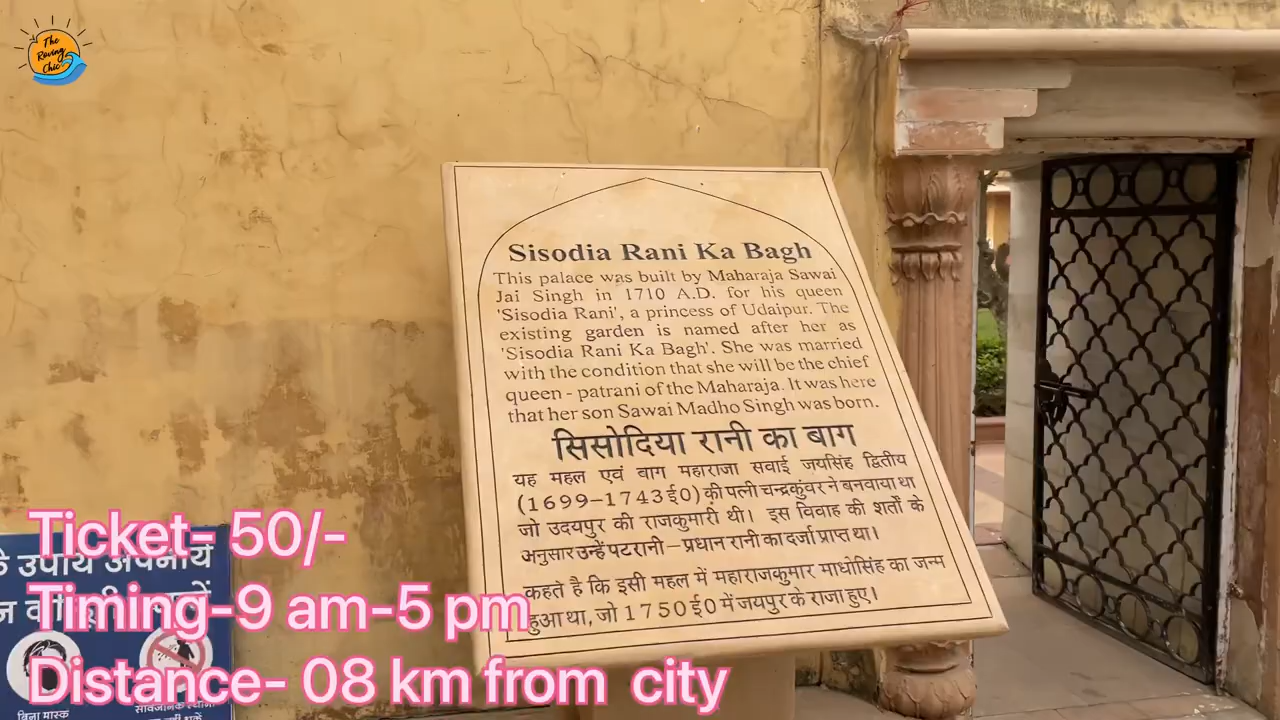 The
Roving
Chic
Sisodia Rani Ka Bagh
This palace was built by Maharaja Sawai
Jai Singh in 1710 A.D. for his queen
'Sisodia Rani', a princess of Udaipur. The
existing garden is named after her as
'Sisodia Rani Ka Bagh'. She was married
with the condition that she will be the chief
queen - patrani of the Maharaja. It was here
that her son Sawai Madho Singh was born.
सिसोदिया रानी का बाग
यह महल एवं बाग महाराजा सवाई जयसिंह द्वितीय
(1699–1743ई0) की पत्नी चन्द्रकुंवर ने बनवाया था
जो उदयपुर की राजकुमारी थी। इस विवाह की शर्तों के
अनुसार उन्हें पटरानी – प्रधान रानी का दर्जा प्राप्त था।
कहते है कि इसी महल में महाराजकुमार माधोसिंह का जन्म
हुआ था, जो 1750ई0 में जयपुर के राजा हुए।
के उपाय अपनायें
Ticket- 50/-
Timing-9 am-5 pm
Distance- 08 km from city
बिना मास्क